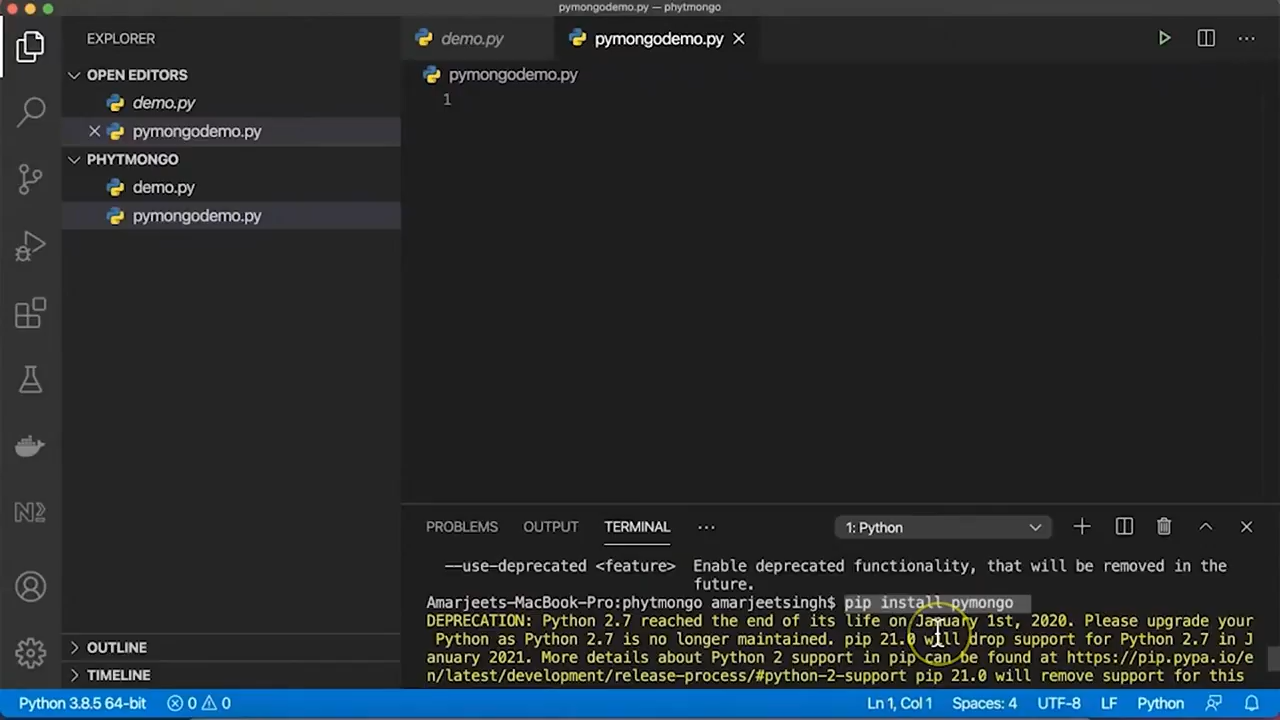 pymongodemo.py — phytmongo
EXPLORER
OPEN EDITORS
demo.py
pymongodemo.py
PHYTMONGO
demo.py
pymongodemo.py
OUTLINE
TIMELINE
demo.py
pymongodemo.py
pymongodemo.py
1
PROBLEMS OUTPUT TERMINAL ··· 1: Python
--use-deprecated <feature> Enable deprecated functionality, that will be removed in the
future.
Amarjeets-MacBook-Pro:phytmongo amarjeetsingh$ pip install pymongo
DEPRECATION: Python 2.7 reached the end of its life on January 1st, 2020. Please upgrade your
Python as Python 2.7 is no longer maintained. pip 21.0 will drop support for Python 2.7 in J
anuary 2021. More details about Python 2 support in pip can be found at https://pip.pypa.io/e
n/latest/development/release-process/#python-2-support pip 21.0 will remove support for this
Python 3.8.5 64-bit 0 0 Ln 1, Col 1 Spaces: 4 UTF-8 LF Python